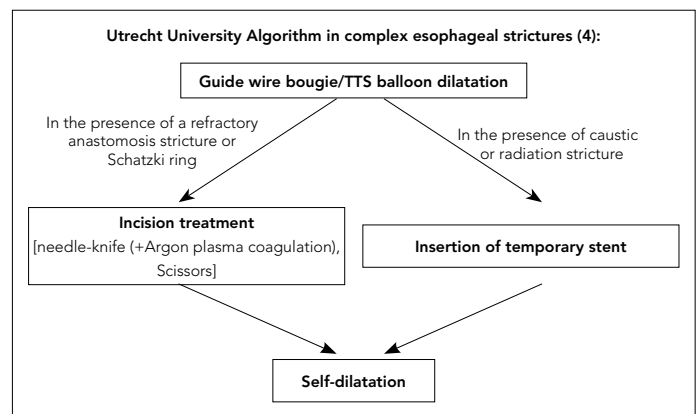 Utrecht University Algorithm in complex esophageal strictures (4):
Guide wire bougie/TTS balloon dilatation
In the presence of a refractory
anastomosis stricture or
Schatzki ring
In the presence of caustic
or radiation stricture
Incision treatment
[needle-knife (+Argon plasma coagulation),
Scissors]
Insertion of temporary stent
Self-dilatation